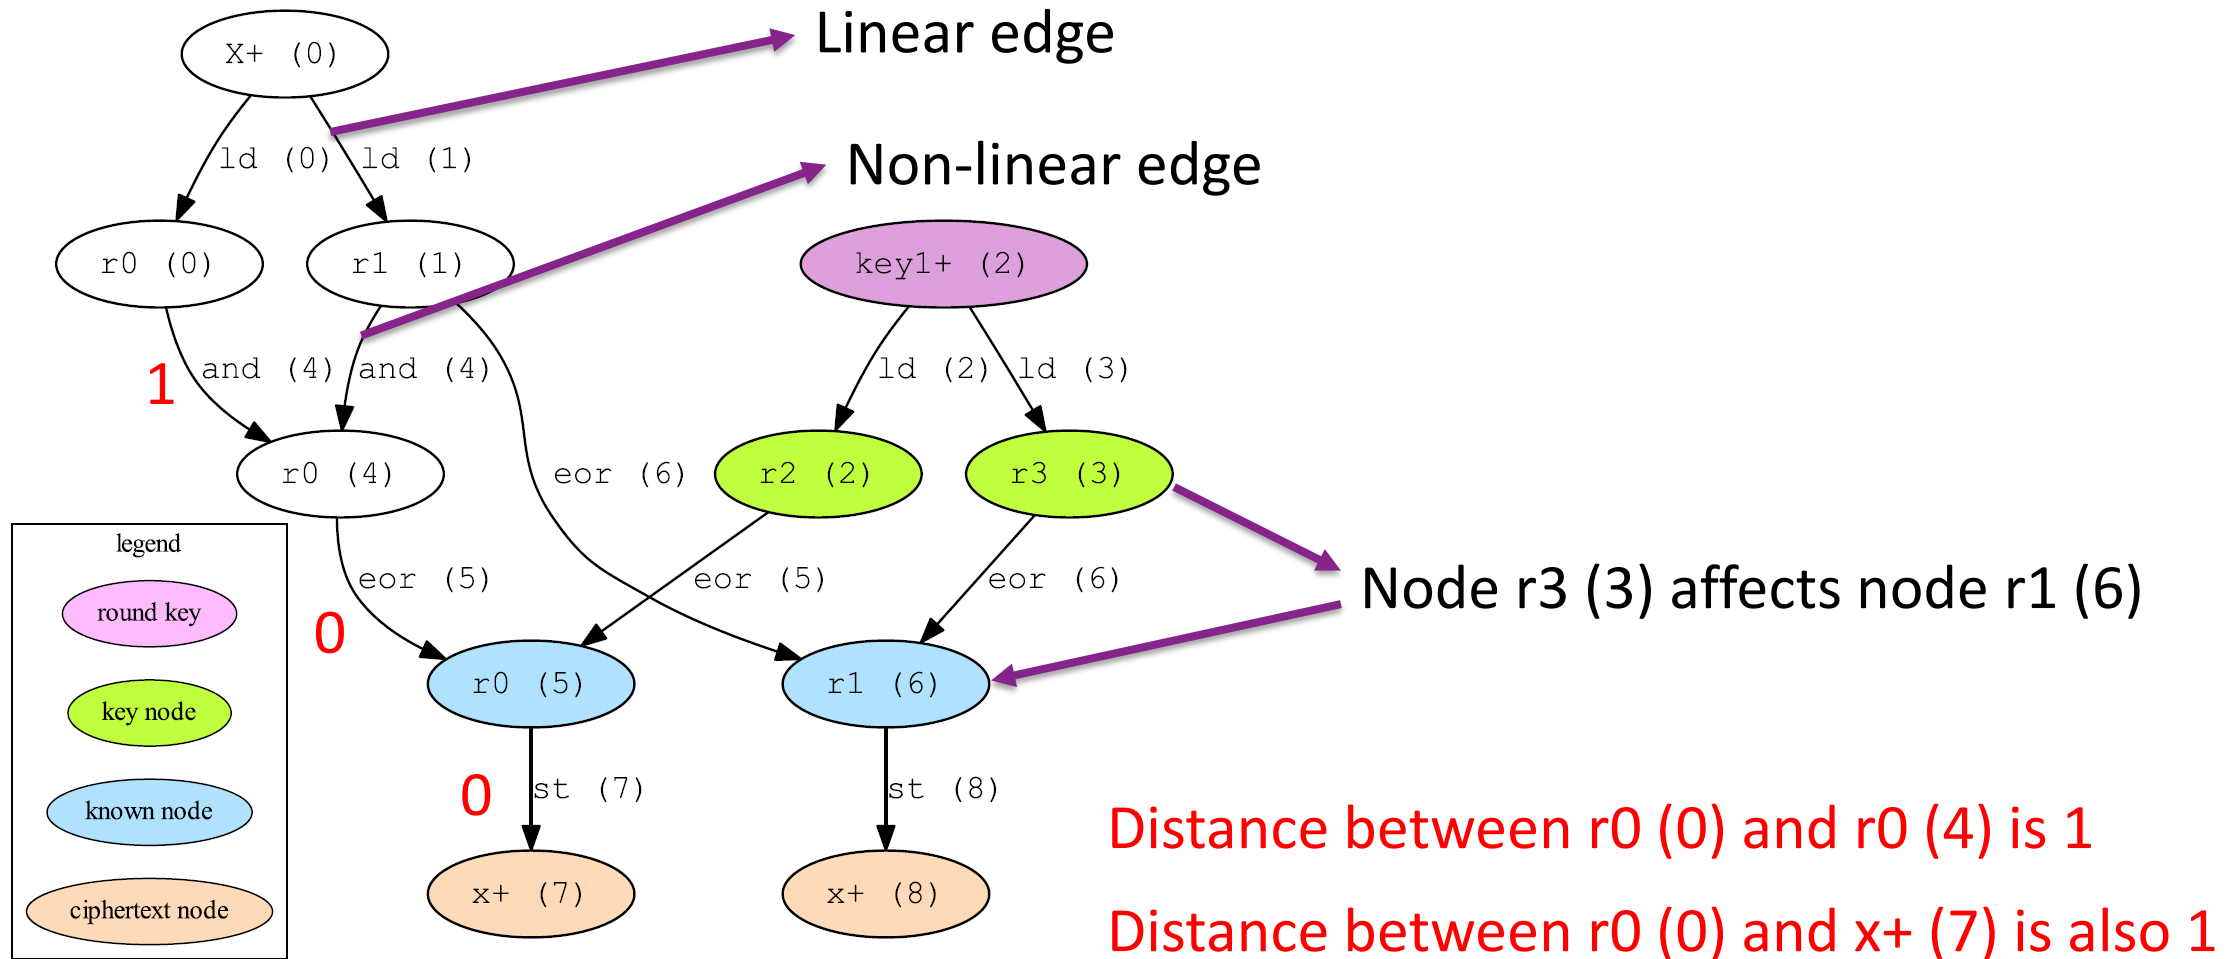 X+ (0)
Linear edge
ld (0)
ld (1)
Non-linear edge
r0 (0)
r1 (1)
key1+ (2)
1
and (4)
and (4)
ld (2)
ld (3)
r0 (4)
eor (6)
r2 (2)
r3 (3)
legend
round key
key node
known node
ciphertext node
eor (5)
eor (5)
eor (6)
Node r3 (3) affects node r1 (6)
0
r0 (5)
r1 (6)
0
st (7)
st (8)
x+ (7)
x+ (8)
Distance between r0 (0) and r0 (4) is 1
Distance between r0 (0) and x+ (7) is also 1